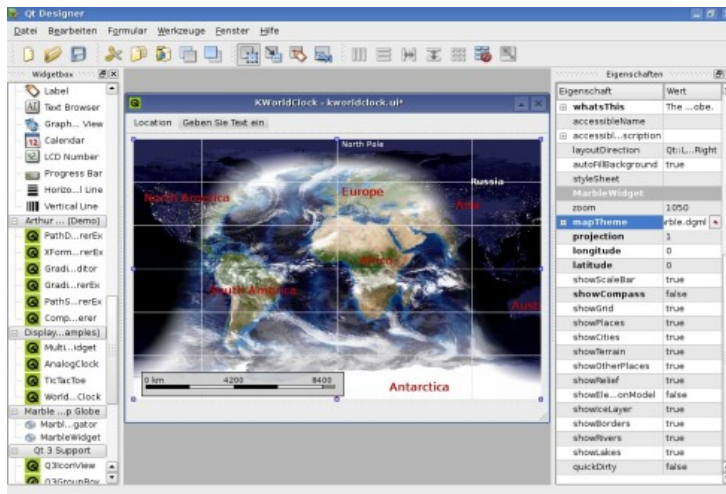 Qt Designer
Datei Bearbeiten Formular Werkzeuge Fenster Hilfe
Widgetbox
Label
Text Browser
Graph... View
Calendar
LCD Number
Progress Bar
Horizo...l Line
Vertical Line
Arthur ... [Demo]
PathD...rerEx
XForm...rerEx
Gradi...ditor
Gradi...rerEx
PathS...rerEx
Comp...erer
Display...amples]
Multi...idget
AnalogClock
TicTacToe
World...Clock
Marble ...p Globe
Marbl...gator
MarbleWidget
Qt 3 Support
Q3IconView
Q3GroupBox
KWorldClock - kworldclock.ui*
Location Geben Sie Text ein
North Pole
North America
Europe
Russia
Asia
Africa
South America
Aust
0 km 4200 8400
Antarctica
Eigenschaften
Eigenschaft Wert
whatsThis The ...obe.
accessibleName
accessibl...scription
layoutDirection Qt::L...Right
autoFillBackground true
styleSheet
MarbleWidget
zoom 1050
mapTheme rble.dgml
projection 1
longitude 0
latitude 0
showScaleBar true
showCompass false
showGrid true
showPlaces true
showCities true
showTerrain true
showOtherPlaces true
showRelief true
showEle...onModel false
showIceLayer true
showBorders true
showRivers true
showLakes true
quickDirty false